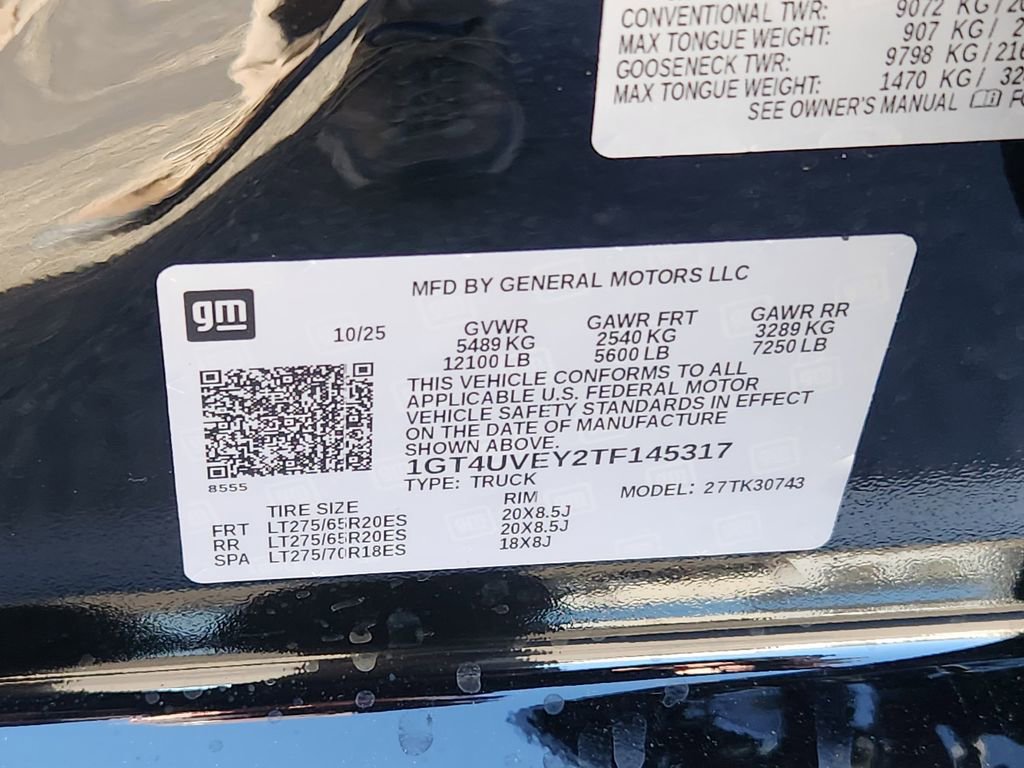 CONVENTIONAL TWR: 9072 KG/
MAX TONGUE WEIGHT: 907 KG/
GOOSENECK TWR: 9798 KG/
MAX TONGUE WEIGHT: 1470 KG/
SEE OWNER'S MANUAL
gm
MFD BY GENERAL MOTORS LLC
10/25
GVWR
5489 KG
12100 LB
GAWR FRT
2540 KG
5600 LB
GAWR RR
3289 KG
7250 LB
THIS VEHICLE CONFORMS TO ALL
APPLICABLE U.S. FEDERAL MOTOR
VEHICLE SAFETY STANDARDS IN EFFECT
ON THE DATE OF MANUFACTURE
SHOWN ABOVE.
1GT4UVEY2TF145317
TYPE: TRUCK
MODEL: 27TK30743
8555
TIRE SIZE RIM
FRT LT275/65R20ES 20X8.5J
RR LT275/65R20ES 20X8.5J
SPA LT275/70R18ES 18X8J